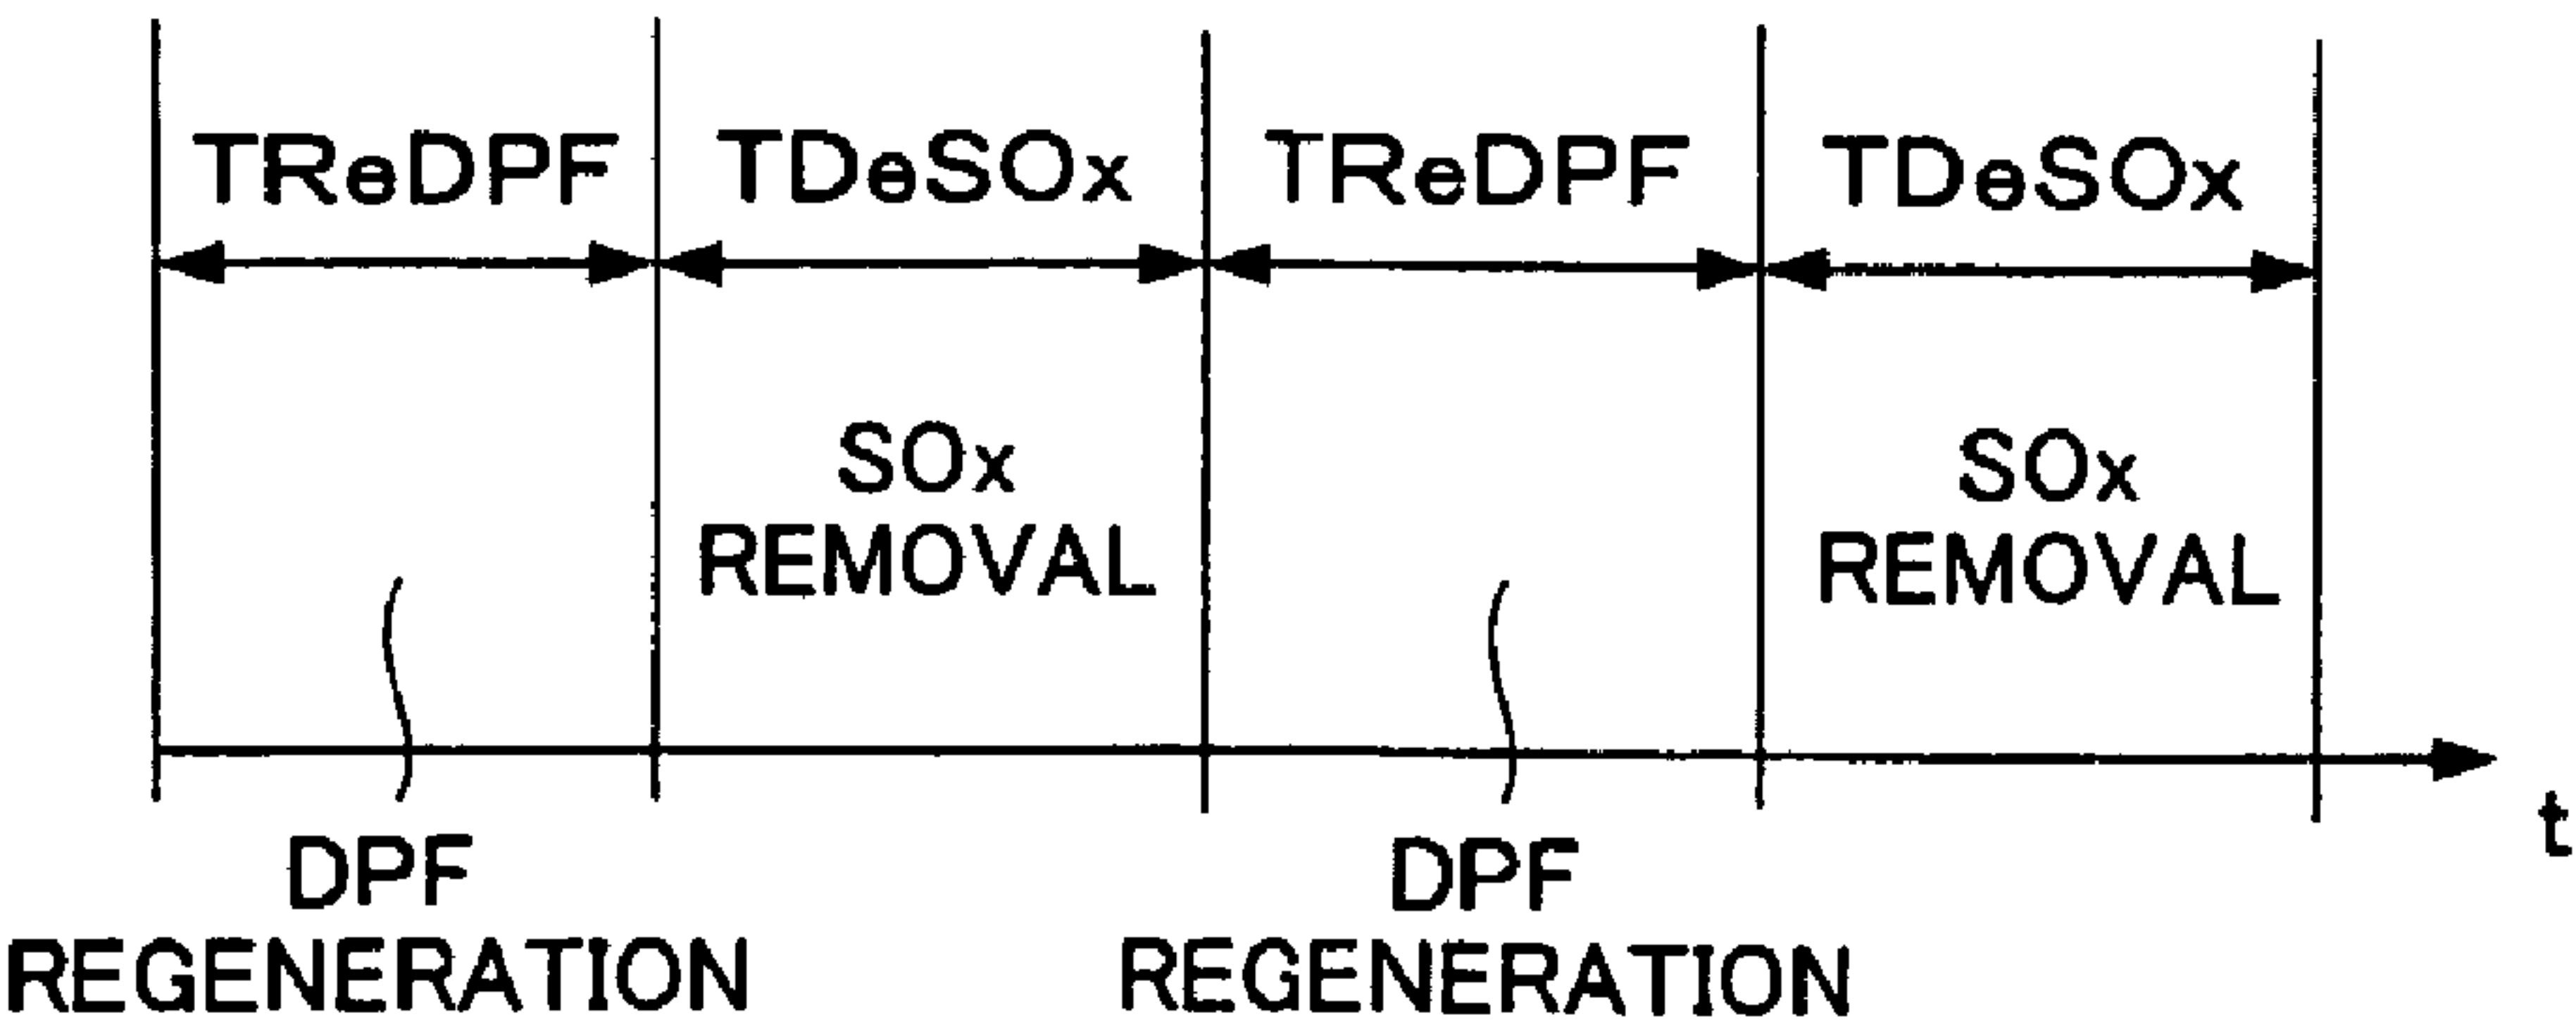 TReDPF TDeSOx TReDPF TDeSOx
SOx
REMOVAL
SOx
REMOVAL
t
DPF
REGENERATION
DPF
REGENERATION